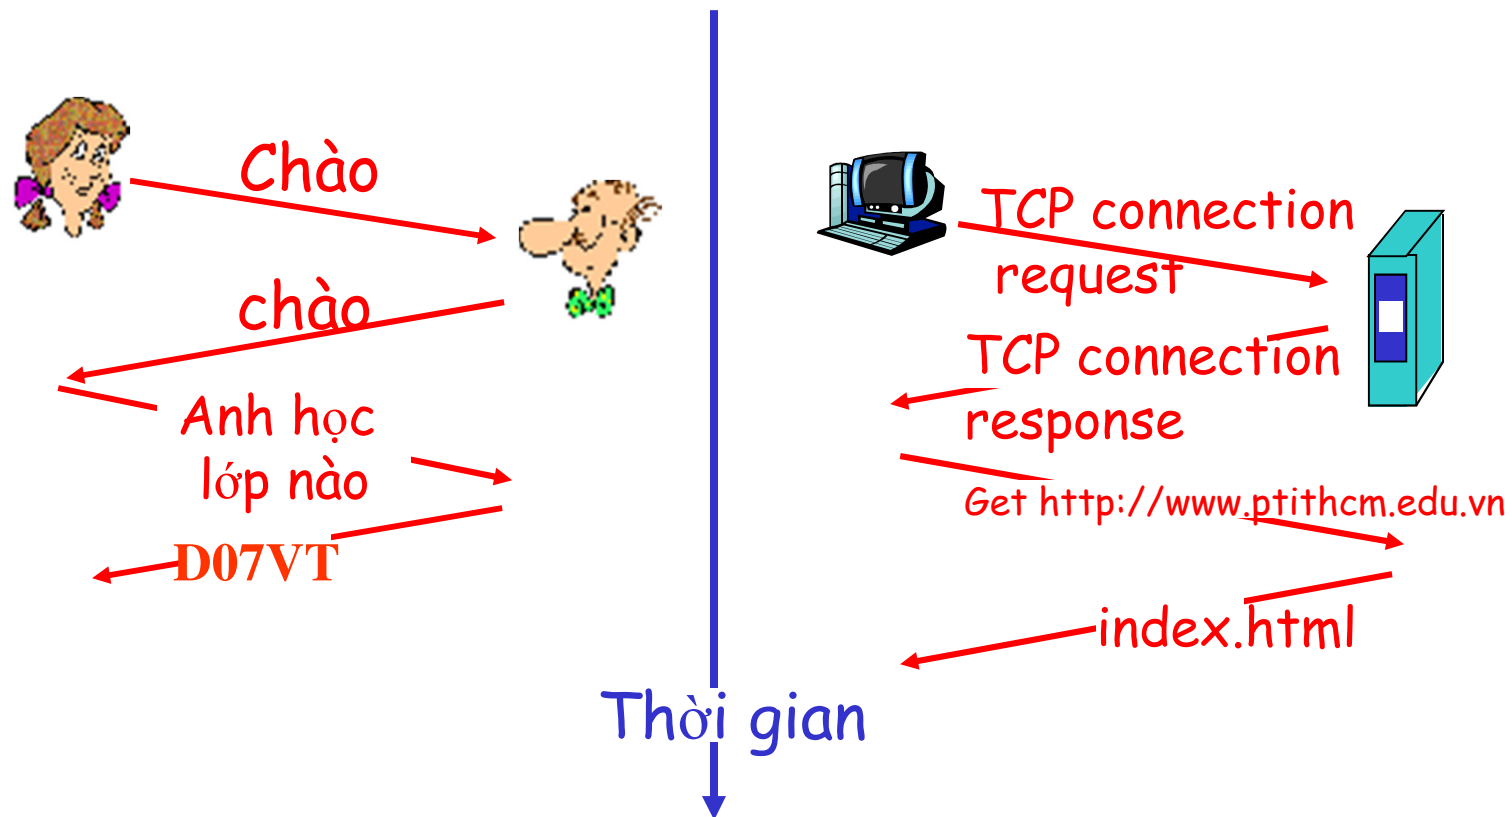 Chào
chào
Anh học
lớp nào
D07VT
TCP connection
request
TCP connection
response
Get http://www.ptithcm.edu.vn
index.html
Thời gian